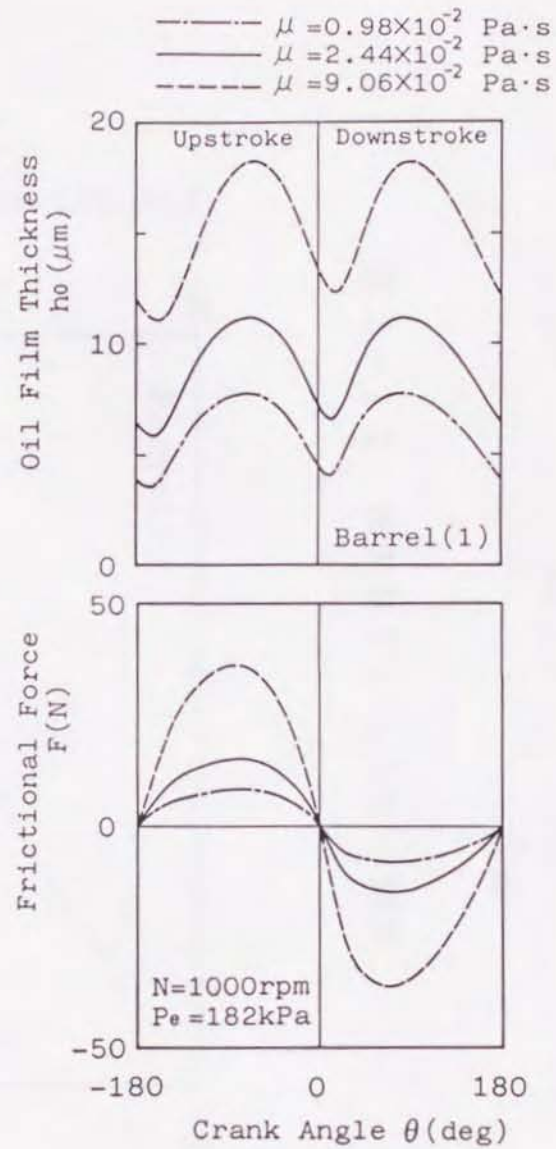 μ=0.98X10⁻² Pa·s
μ=2.44X10⁻² Pa·s
μ=9.06X10⁻² Pa·s
20
Upstroke Downstroke
Oil Film Thickness
h0 (μm)
10
Barrel(1)
0
50
Frictional Force
F(N)
0
N=1000rpm
Pe=182kPa
-50
-180 0 180
Crank Angle θ(deg)